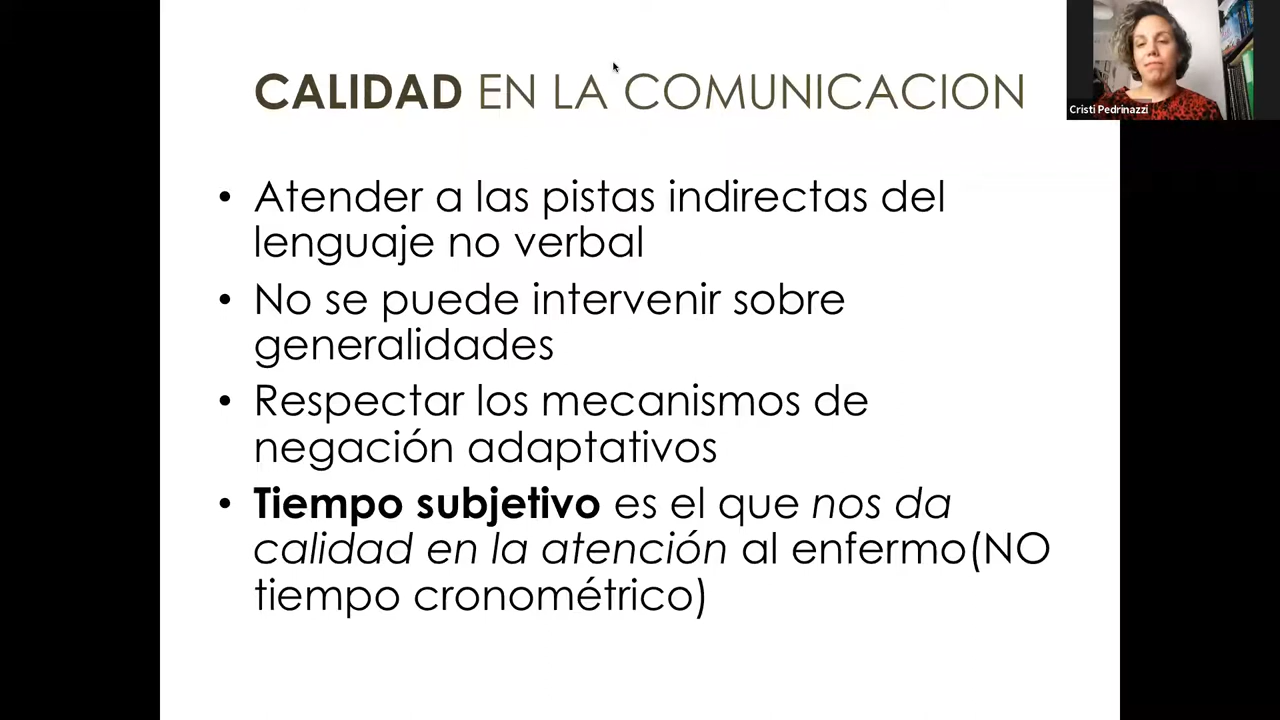 CALIDAD EN LA COMUNICACION
Cristi Pedrinazzi
• Atender a las pistas indirectas del
lenguaje no verbal
• No se puede intervenir sobre
generalidades
• Respectar los mecanismos de
negación adaptativos
• Tiempo subjetivo es el que nos da
calidad en la atención al enfermo(NO
tiempo cronométrico)